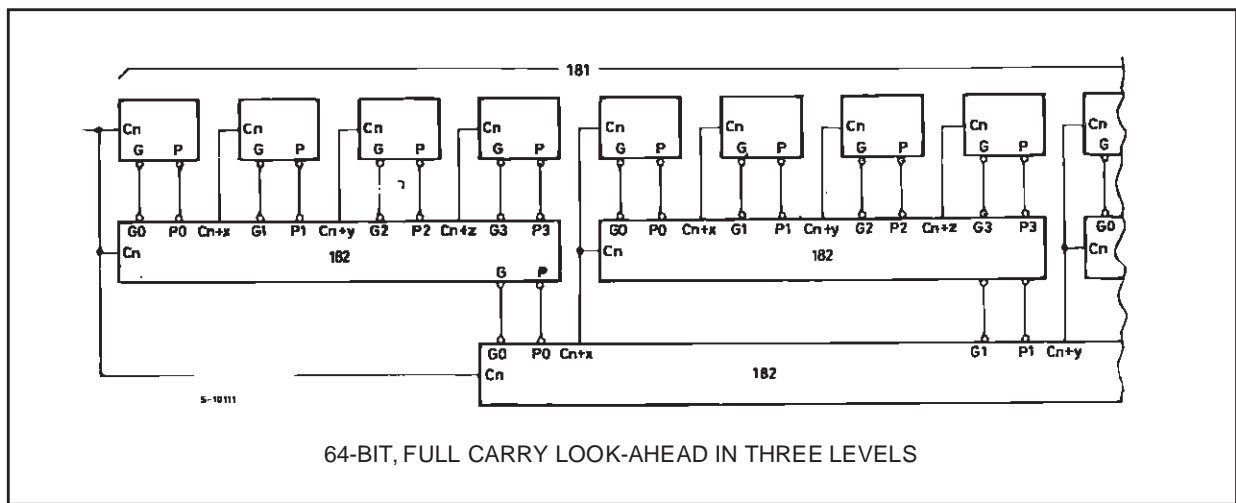 181
Cn Cn Cn Cn Cn Cn Cn Cn Cn
G P G P G P G P G P G P G P G P G
G0 P0 Cn+x G1 P1 Cn+y G2 P2 Cn+z G3 P3 G0 P0 Cn+x G1 P1 Cn+y G2 P2 Cn+z G3 P3 G0
Cn 182 Cn 182 Cn
G P
G0 P0 Cn+x G1 P1 Cn+y
Cn 182
S-10111
64-BIT, FULL CARRY LOOK-AHEAD IN THREE LEVELS